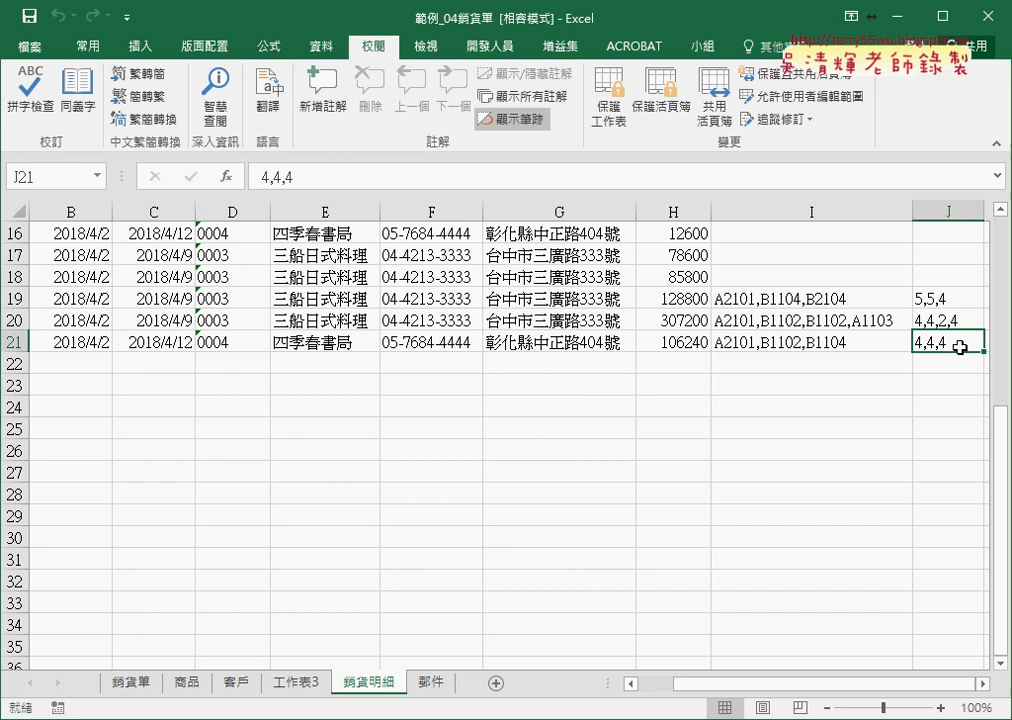 範例_04銷貨單 [相容模式] - Excel
檔案 常用 插入 版面配置 公式 資料 校閱 檢視 開發人員 增益集 ACROBAT 小組 其他 共用
吳清輝老師錄製
ABC 拼字檢查 同義字 繁轉簡 簡轉繁 繁簡轉換 智慧查閱 翻譯 新增註解 刪除 上一個 下一個 顯示/隱藏註解 顯示所有註解 顯示筆跡 保護工作表 保護活頁簿 共用活頁簿 允許使用者編輯範圍 追蹤修訂
校訂 中文繁簡轉換 深入資訊 語言 註解 變更
J21 fx 4,4,4
B C D E F G H I J
16 2018/4/2 2018/4/12 0004 四季春書局 05-7684-4444 彰化縣中正路404號 12600
17 2018/4/2 2018/4/9 0003 三船日式料理 04-4213-3333 台中市三廣路333號 78600
18 2018/4/2 2018/4/9 0003 三船日式料理 04-4213-3333 台中市三廣路333號 85800
19 2018/4/2 2018/4/9 0003 三船日式料理 04-4213-3333 台中市三廣路333號 128800 A2101,B1104,B2104 5,5,4
20 2018/4/2 2018/4/9 0003 三船日式料理 04-4213-3333 台中市三廣路333號 307200 A2101,B1102,B1102,A1103 4,4,2,4
21 2018/4/2 2018/4/12 0004 四季春書局 05-7684-4444 彰化縣中正路404號 106240 A2101,B1102,B1104 4,4,4
22
23
24
25
26
27
28
29
30
31
32
33
34
35
36
銷貨單 商品 客戶 工作表3 銷貨明細 郵件
就緒 100%